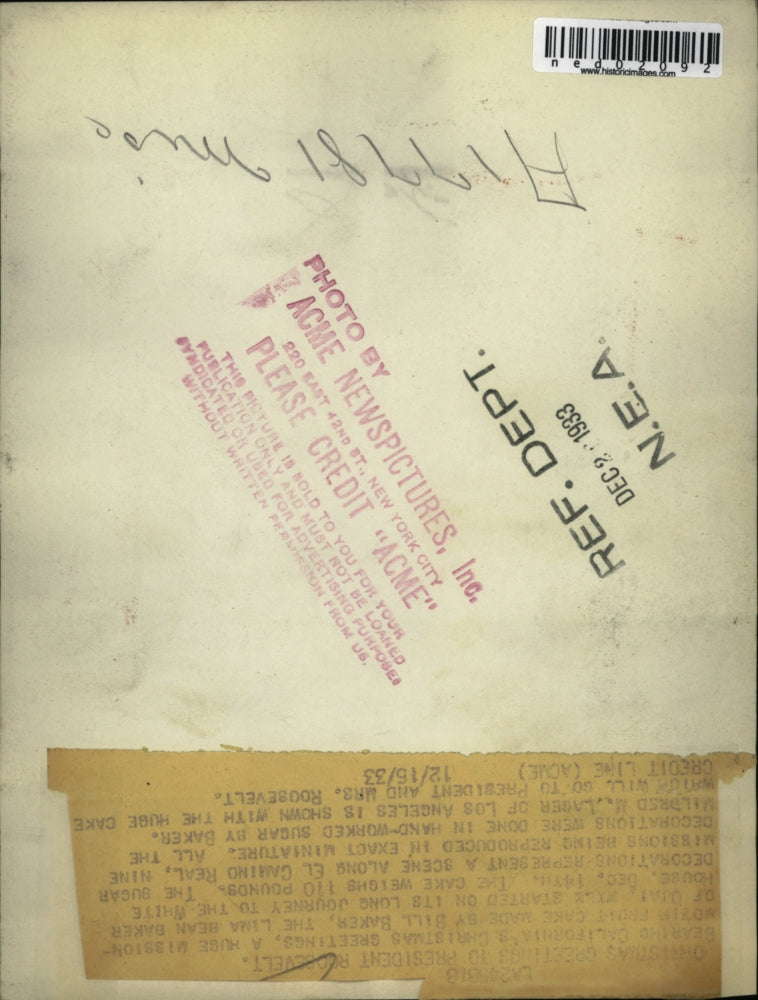 ned02092
www.historicimages.com
Misc
PHOTO BY
ACME NEWSPICTURES, Inc.
220 EAST 42ND ST., NEW YORK CITY
PLEASE CREDIT "ACME"
THIS PICTURE IS SOLD TO YOU FOR YOUR
PUBLICATION ONLY AND MUST NOT BE LOANED
SYNDICATED OR USED FOR ADVERTISING PURPOSES
WITHOUT WRITTEN PERMISSION FROM US.
REF. DEPT.
DEC 2 1933
N.E.A.
CHRISTMAS GREETINGS TO PRESIDENT ROOSEVELT.
BEARING CALIFORNIA'S CHRISTMAS GREETINGS, A HUGE MISSION-
MOTIF FRUIT CAKE MADE BY BILL BAKER, THE LIMA BEAN BAKER
OF OJAI, STARTED ON ITS LONG JOURNEY TO THE WHITE
HOUSE, DEC. 14TH. THE CAKE WEIGHS 110 POUNDS. THE SUGAR
DECORATIONS REPRESENT A SCENE ALONG EL CAMINO REAL, NINE
MISSIONS BEING REPRODUCED IN EXACT MINIATURE. ALL THE
DECORATIONS WERE DONE IN HAND-WORKED SUGAR BY BAKER.
MILDRED M. LASER OF LOS ANGELES IS SHOWN WITH THE HUGE CAKE
WHICH WILL GO TO PRESIDENT AND MRS. ROOSEVELT.
CREDIT LINE (ACME) 12/15/33